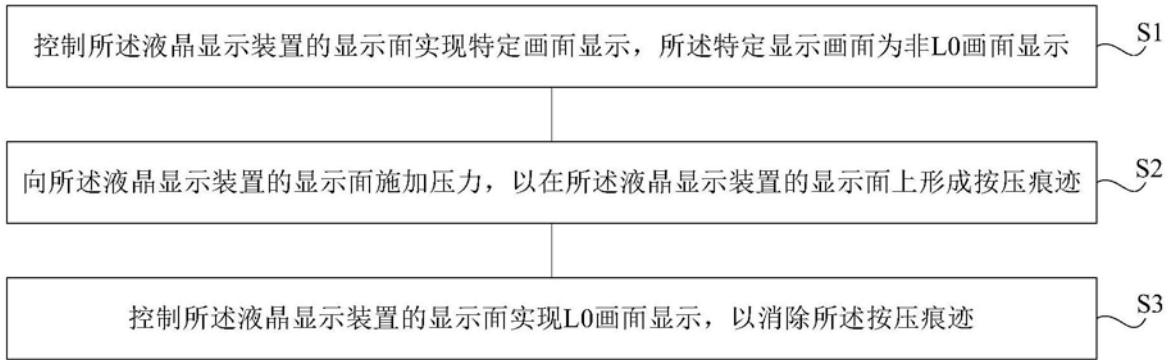 控制所述液晶显示装置的显示面实现特定画面显示，所述特定显示画面为非L0画面显示
S1
向所述液晶显示装置的显示面施加压力，以在所述液晶显示装置的显示面上形成按压痕迹
S2
控制所述液晶显示装置的显示面实现L0画面显示，以消除所述按压痕迹
S3